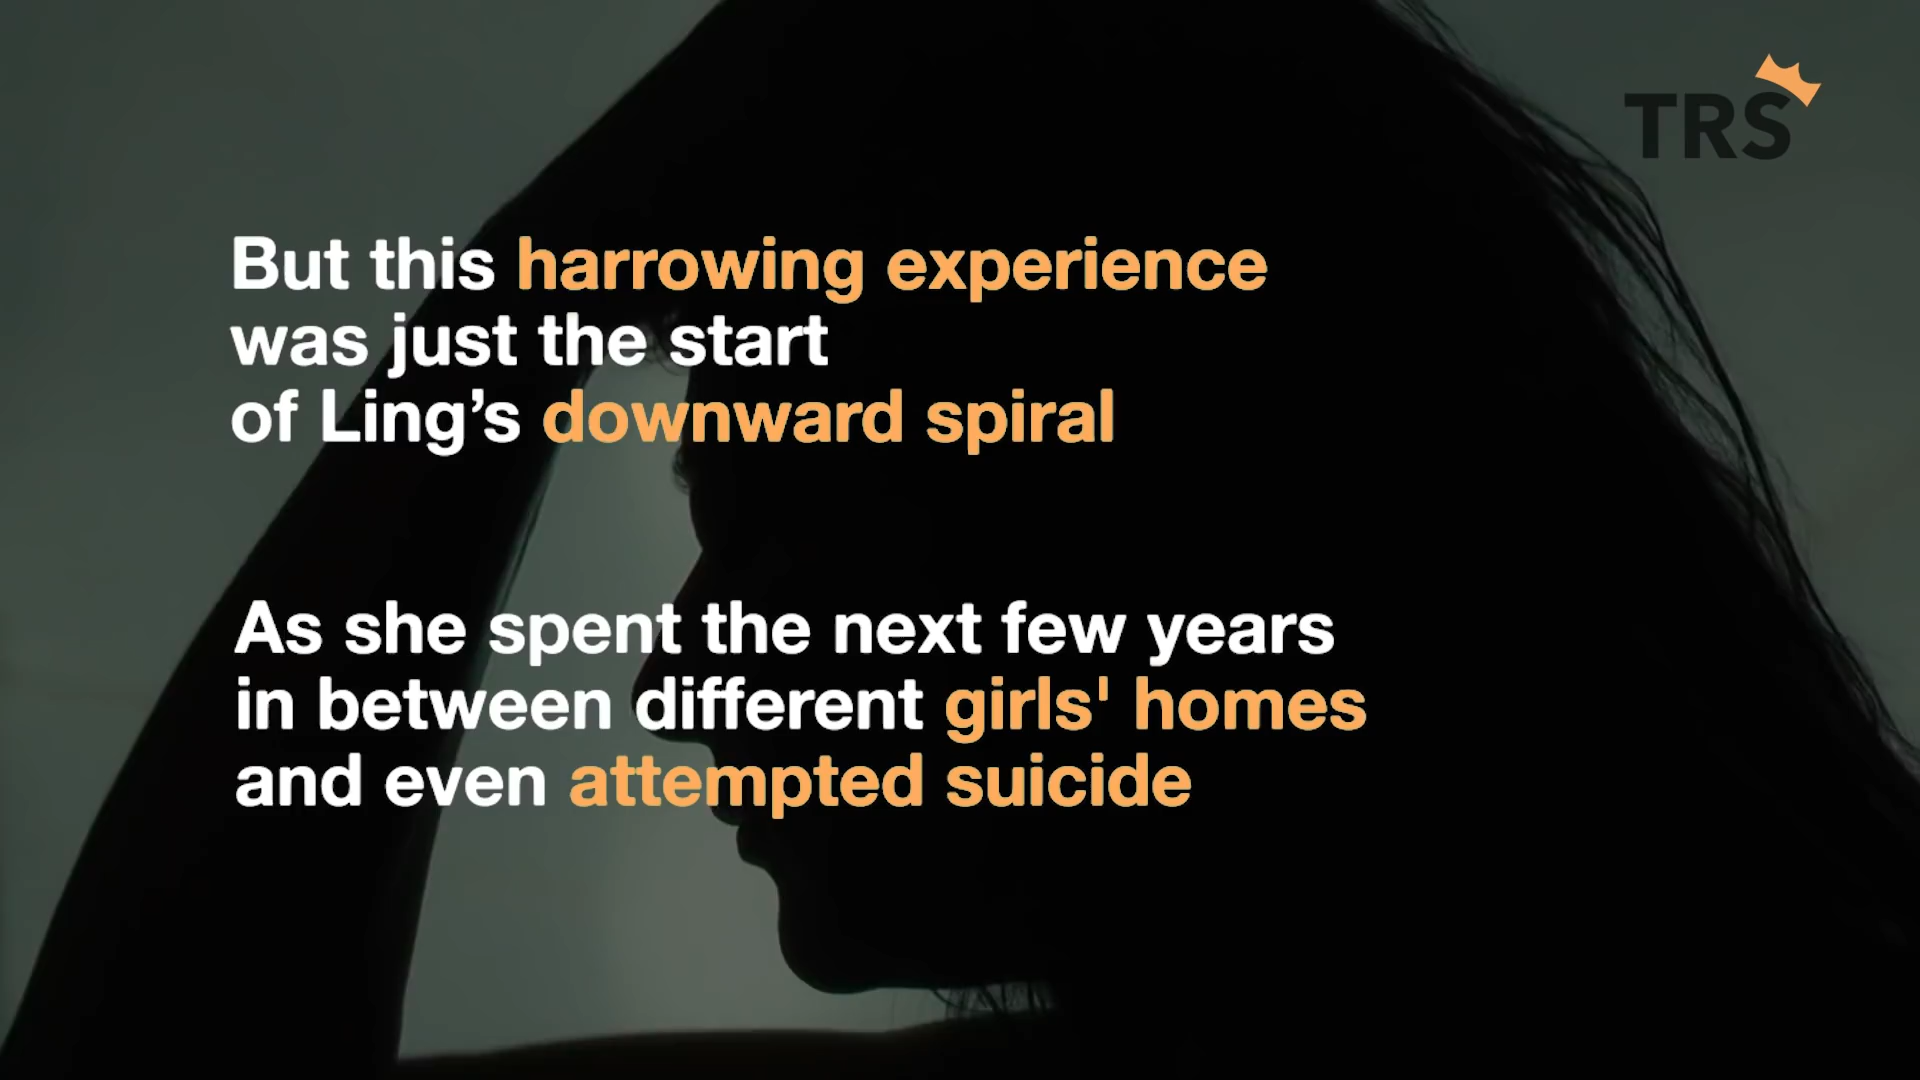 TRS
But this harrowing experience
was just the start
of Ling’s downward spiral
As she spent the next few years
in between different girls' homes
and even attempted suicide